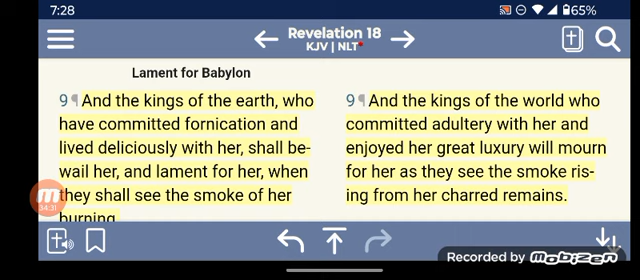 7:28
65%
Revelation 18
KJV | NLT
Lament for Babylon
9 ¶ And the kings of the earth, who
have committed fornication and
lived deliciously with her, shall be-
wail her, and lament for her, when
they shall see the smoke of her
burning,
9 ¶ And the kings of the world who
committed adultery with her and
enjoyed her great luxury will mourn
for her as they see the smoke ris-
ing from her charred remains.
M
34:31
Recorded by Mobizen